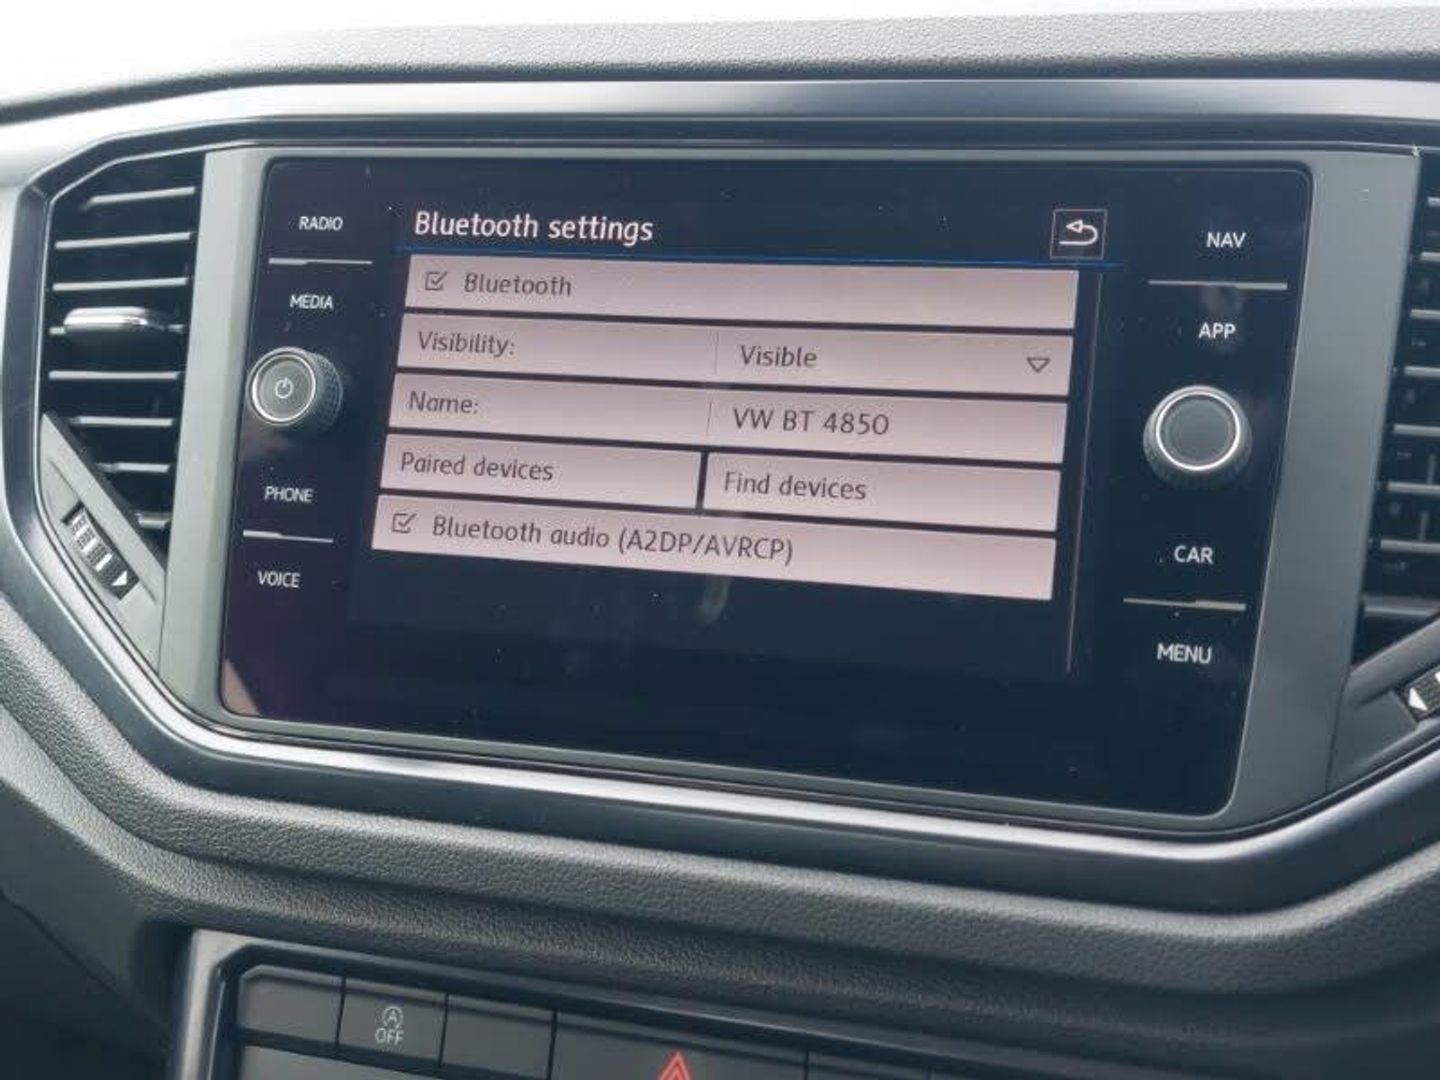 RADIO
MEDIA
PHONE
VOICE
Bluetooth settings
Bluetooth
Visibility: Visible
Name: VW BT 4850
Paired devices Find devices
Bluetooth audio (A2DP/AVRCP)
NAV
APP
CAR
MENU
A
OFF